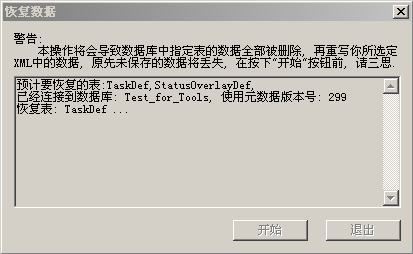 恢复数据
警告:
本操作将会导致数据库中指定表的数据全部被删除, 再重写你所选定
XML中的数据, 原先未保存的数据将丢失, 在按下"开始"按钮前, 请三思.
预计要恢复的表:TaskDef,StatusOverlayDef,
已经连接到数据库: Test_for_Tools, 使用元数据版本号: 299
恢复表: TaskDef ...
开始
退出